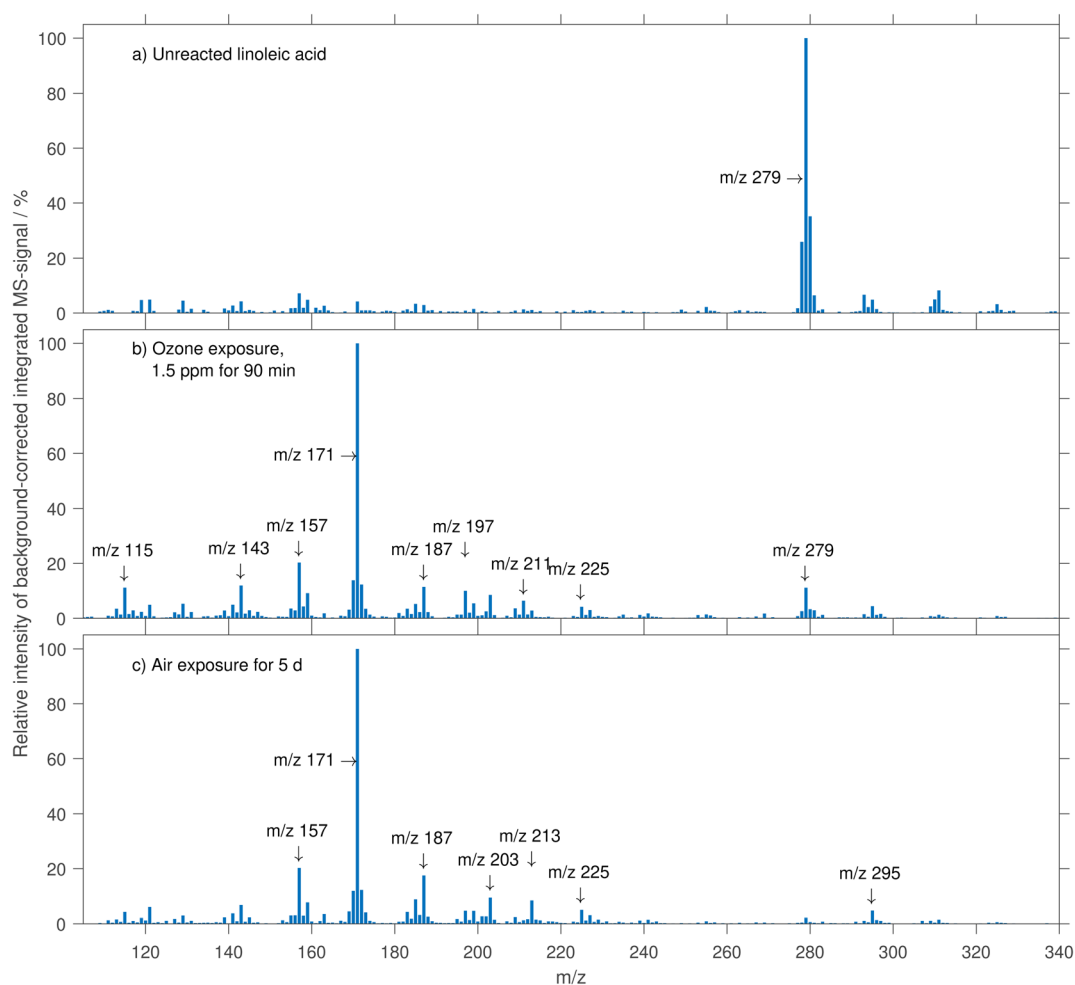 Relative intensity of background-corrected integrated MS-signal / %
100
80
60
40
20
0
a) Unreacted linoleic acid
m/z 279
100
80
60
40
20
0
b) Ozone exposure,
1.5 ppm for 90 min
m/z 171
m/z 115
m/z 143
m/z 157
m/z 187
m/z 197
m/z 211
m/z 225
m/z 279
100
80
60
40
20
0
c) Air exposure for 5 d
m/z 171
m/z 157
m/z 187
m/z 203
m/z 213
m/z 225
m/z 295
120 140 160 180 200 220 240 260 280 300 320 340
m/z